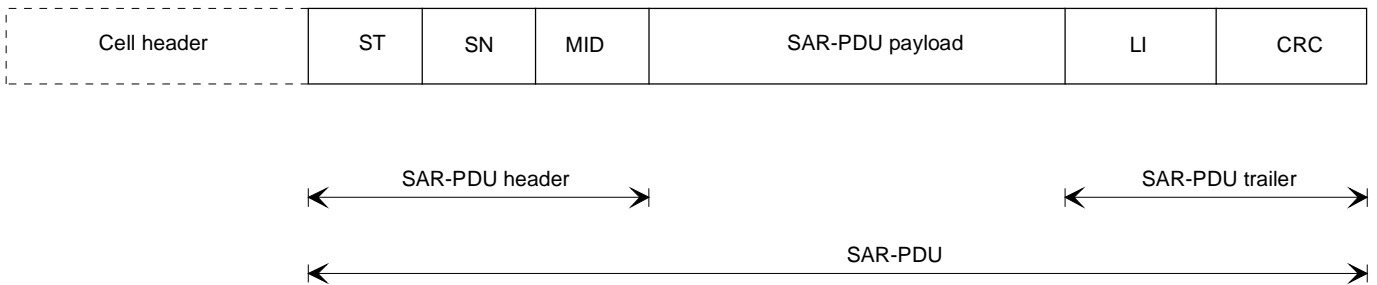 Cell header ST SN MID SAR-PDU payload LI CRC
SAR-PDU header SAR-PDU trailer
SAR-PDU